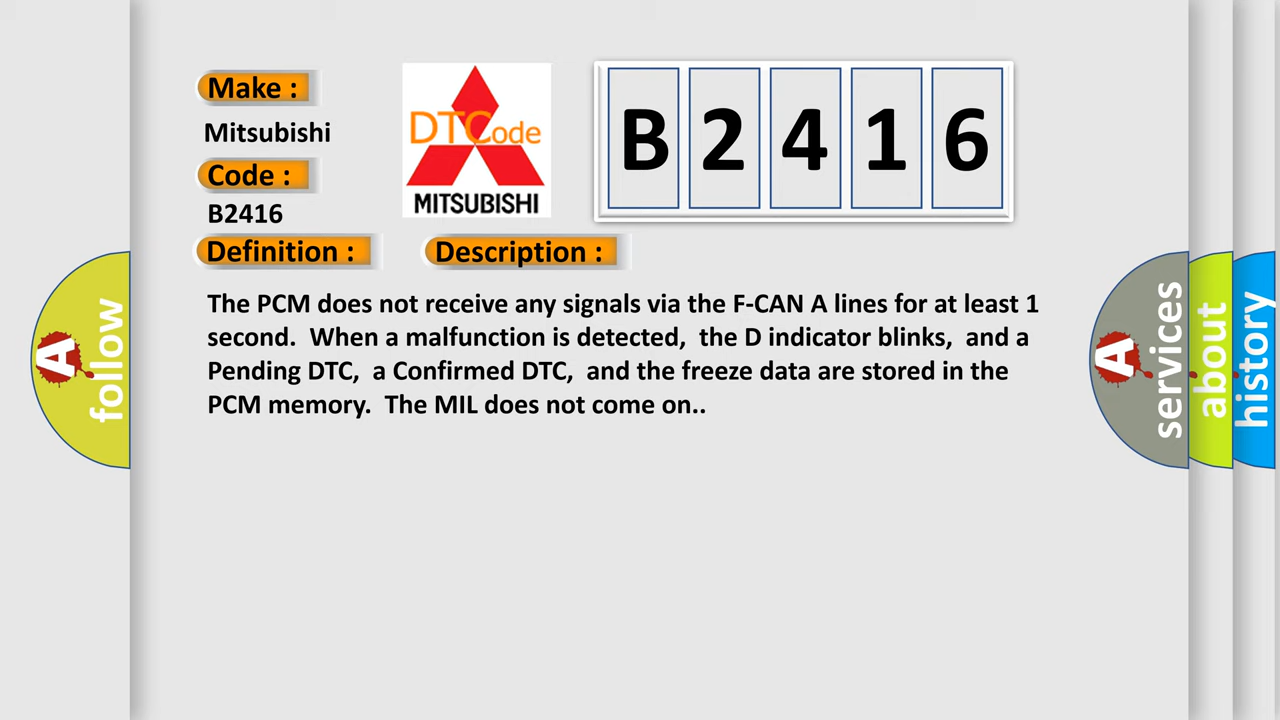 Make :
Mitsubishi
Code :
B2416
Definition :
Description :
DTCode
MITSUBISHI
B 2 4 1 6
The PCM does not receive any signals via the F-CAN A lines for at least 1
second. When a malfunction is detected, the D indicator blinks, and a
Pending DTC, a Confirmed DTC, and the freeze data are stored in the
PCM memory. The MIL does not come on..
A
follow
A
services
about
history